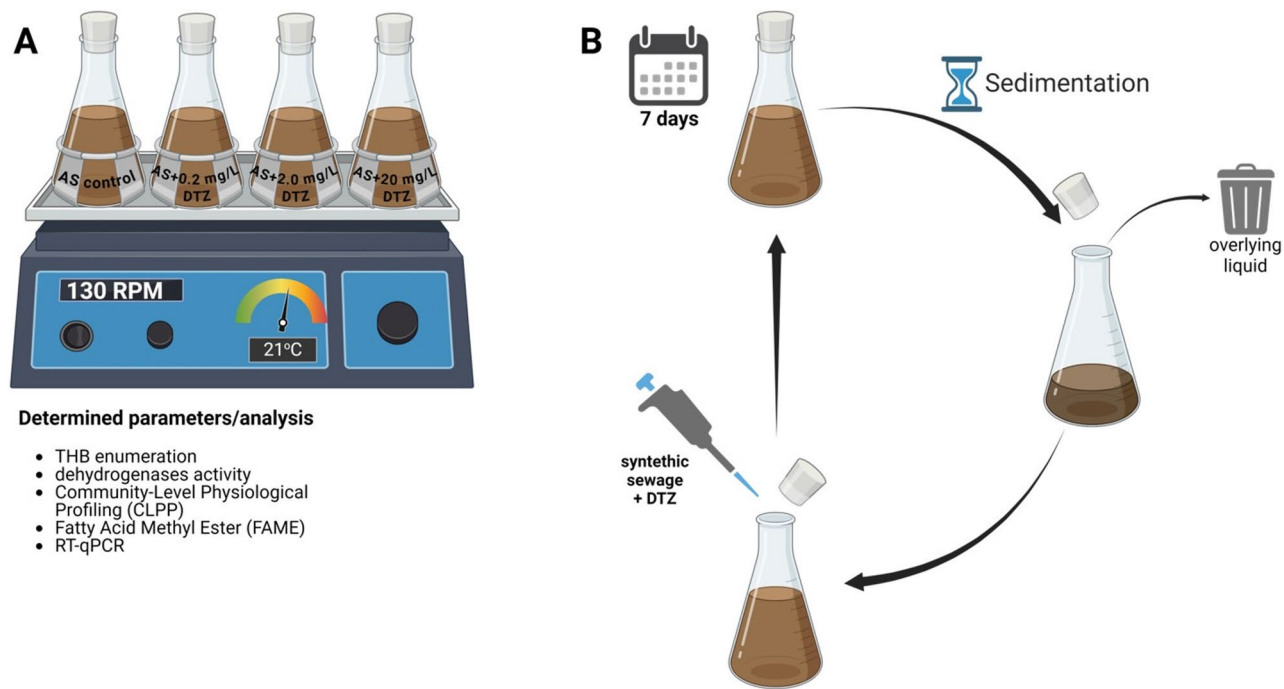 A
AS control
AS+0.2 mg/L
DTZ
AS+2.0 mg/L
DTZ
AS+20 mg/L
DTZ
130 RPM
21ºC
Determined parameters/analysis
• THB enumeration
• dehydrogenases activity
• Community-Level Physiological
Profiling (CLPP)
• Fatty Acid Methyl Ester (FAME)
• RT-qPCR
B
7 days
Sedimentation
overlying
liquid
syntethic
sewage
+ DTZ